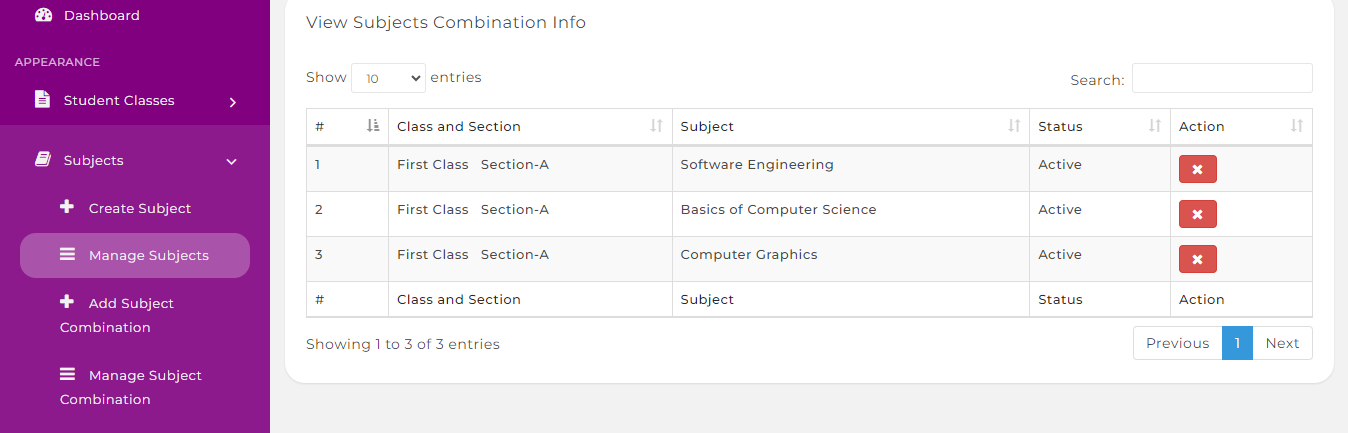 Dashboard
APPEARANCE
Student Classes
Subjects
Create Subject
Manage Subjects
Add Subject
Combination
Manage Subject
Combination
View Subjects Combination Info
Show 10 entries
Search:
# Class and Section Subject Status Action
1 First Class Section-A Software Engineering Active
2 First Class Section-A Basics of Computer Science Active
3 First Class Section-A Computer Graphics Active
# Class and Section Subject Status Action
Showing 1 to 3 of 3 entries
Previous 1 Next